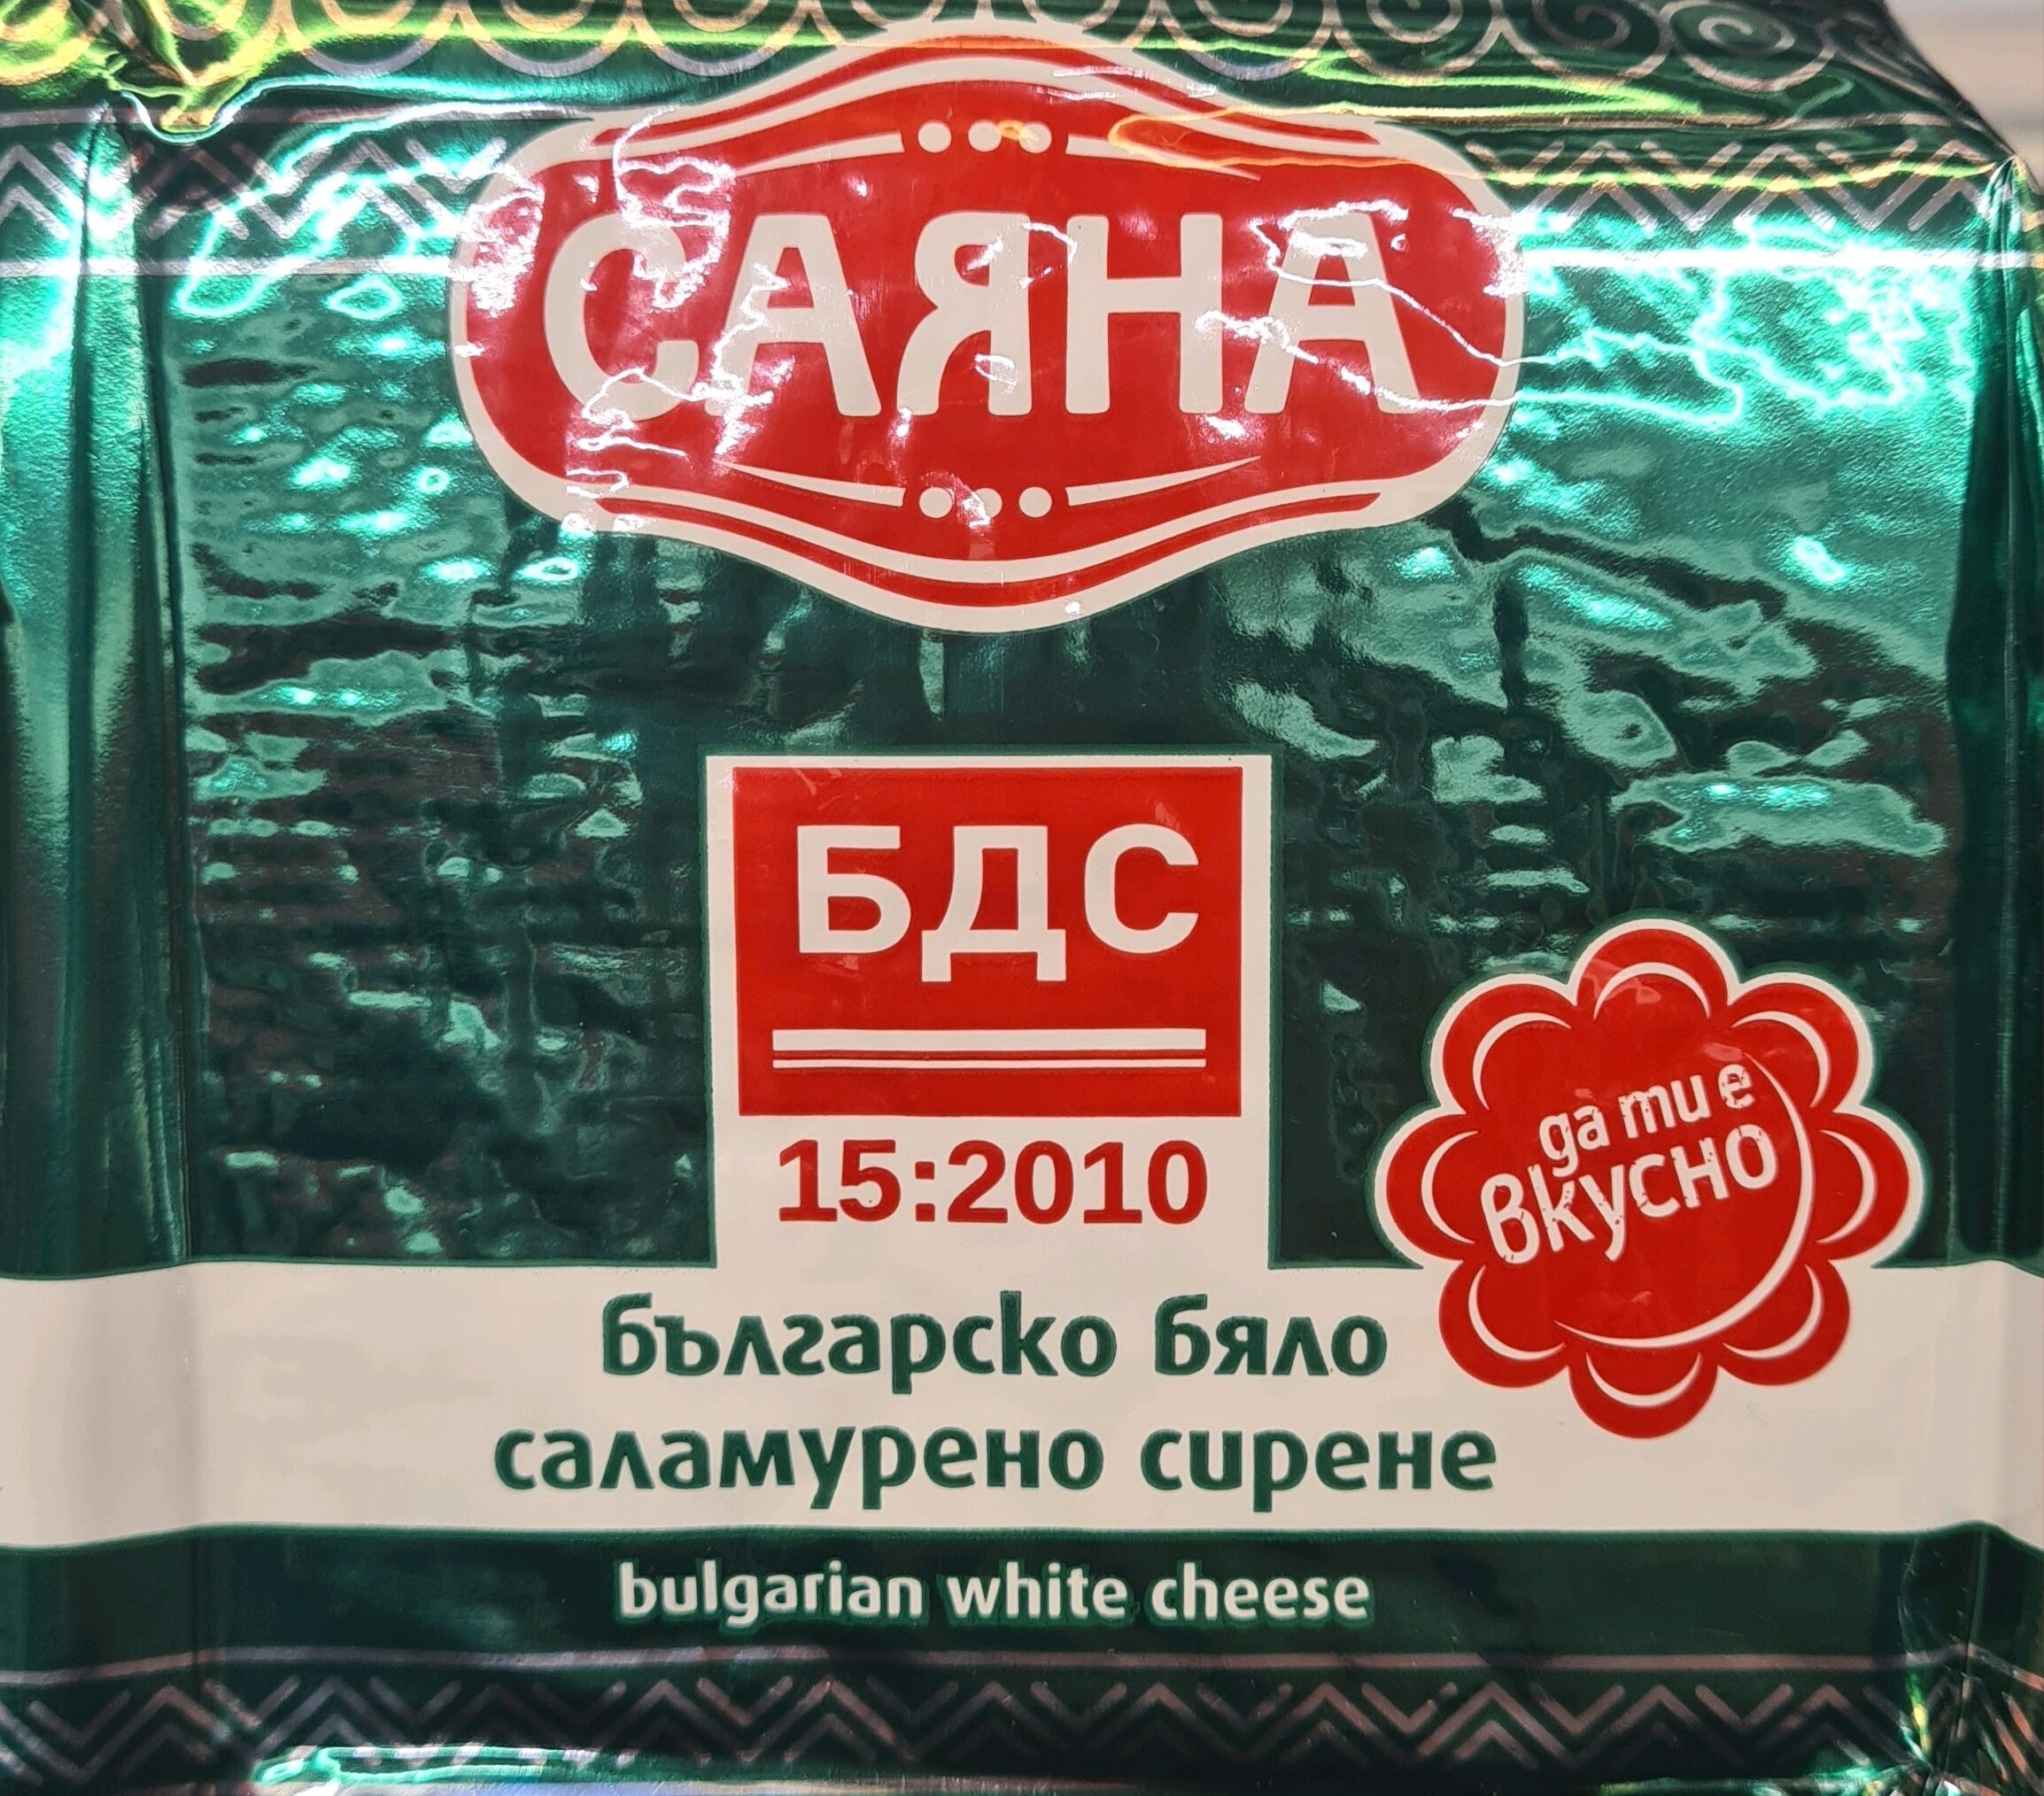 САЯНА
БДС
15:2010
да ти е
вкусно
българско бяло
саламурено сирене
bulgarian white cheese